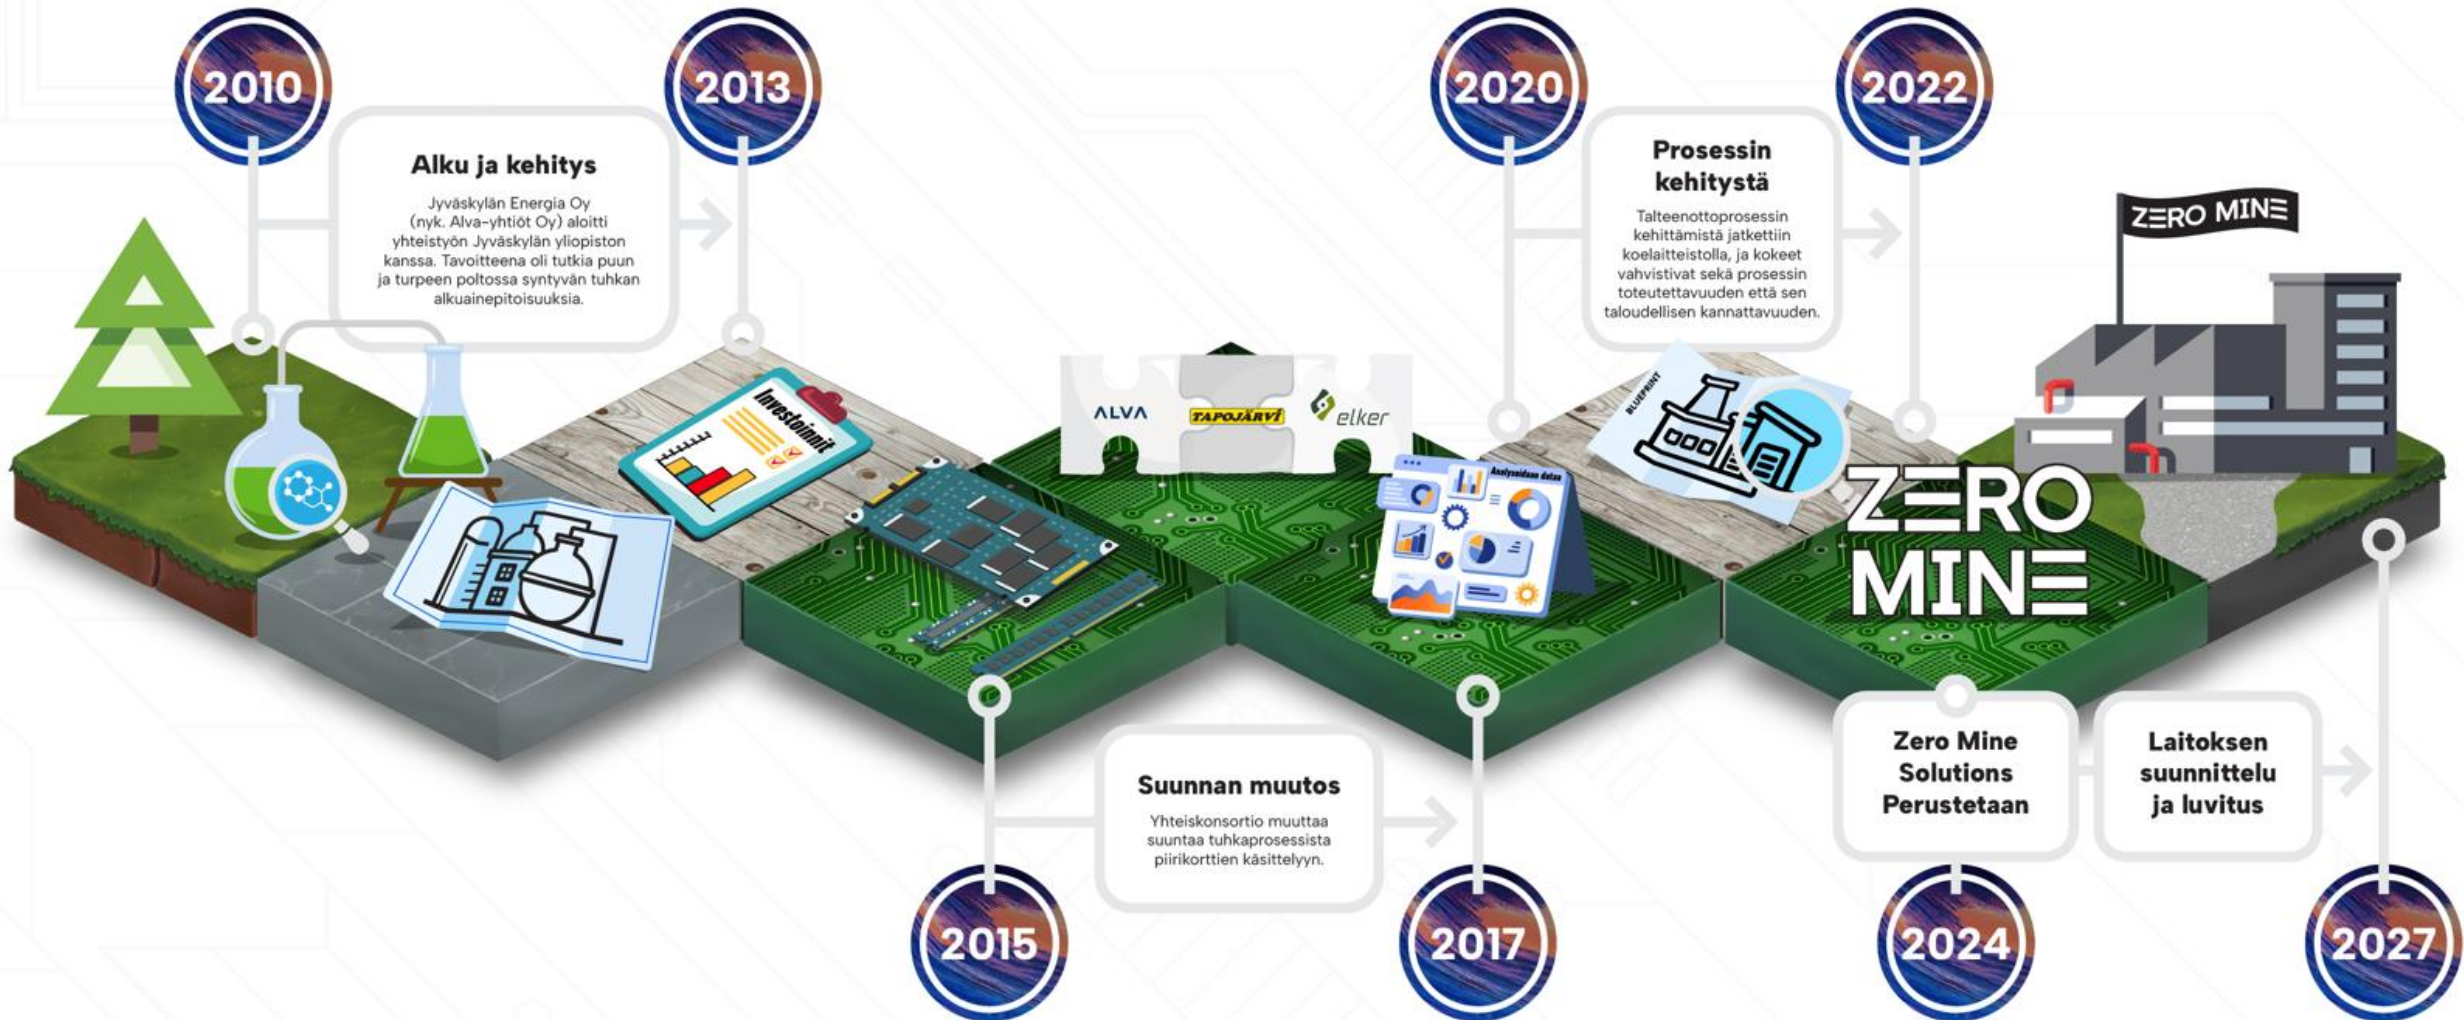 2010
Alku ja kehitys
Jyväskylän Energia Oy
(nyk. Alva-yhtiöt Oy) aloitti
yhteistyön Jyväskylän yliopiston
kanssa. Tavoitteena oli tutkia puun
ja turpeen poltossa syntyvän tuhkan
alkuainepitoisuuksia.
2013
Investoinnit
ALVA
TAPOJÄRVI
elker
2015
Suunnan muutos
Yhteiskonsortio muuttaa
suuntaa tuhkaprosessista
piirikorttien käsittelyyn.
2017
Analysoidaan dataa
2020
Prosessin
kehitystä
Talteenottoprosessin
kehittämistä jatkettiin
koelaitteistolla, ja kokeet
vahvistivat sekä prosessin
toteutettavuuden että sen
taloudellisen kannattavuuden.
2022
BLUEPRINT
ZERO MINE
ZERO
MINE
Zero Mine
Solutions
Perustetaan
2024
Laitoksen
suunnittelu
ja luvitus
2027